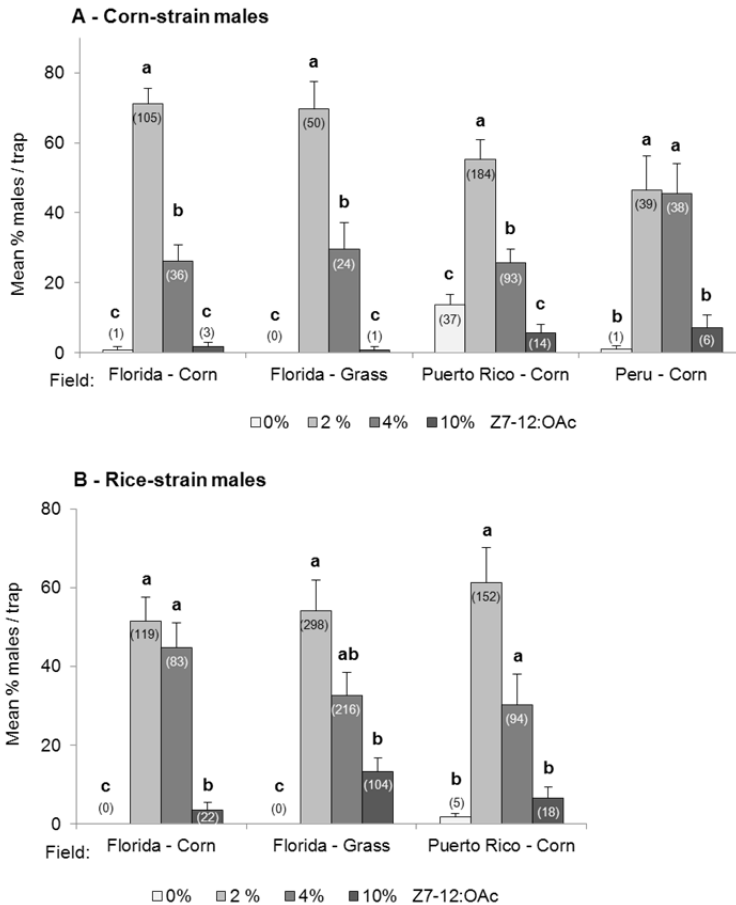 A - Corn-strain males
Mean % males / trap
80
60
40
20
0
a
a
a
a
a
b
b
b
b
b
c
c
c
c
c
c
(105)
(50)
(184)
(39)
(38)
(36)
(24)
(93)
(37)
(1)
(3)
(0)
(1)
(14)
(1)
(6)
Field:
Florida - Corn
Florida - Grass
Puerto Rico - Corn
Peru - Corn
0% 2 % 4% 10% Z7-12:OAc
B - Rice-strain males
Mean % males / trap
80
60
40
20
0
a
a
a
ab
a
a
c
b
c
b
b
b
(119)
(83)
(298)
(216)
(152)
(94)
(0)
(22)
(0)
(104)
(5)
(18)
Field:
Florida - Corn
Florida - Grass
Puerto Rico - Corn
0% 2 % 4% 10% Z7-12:OAc